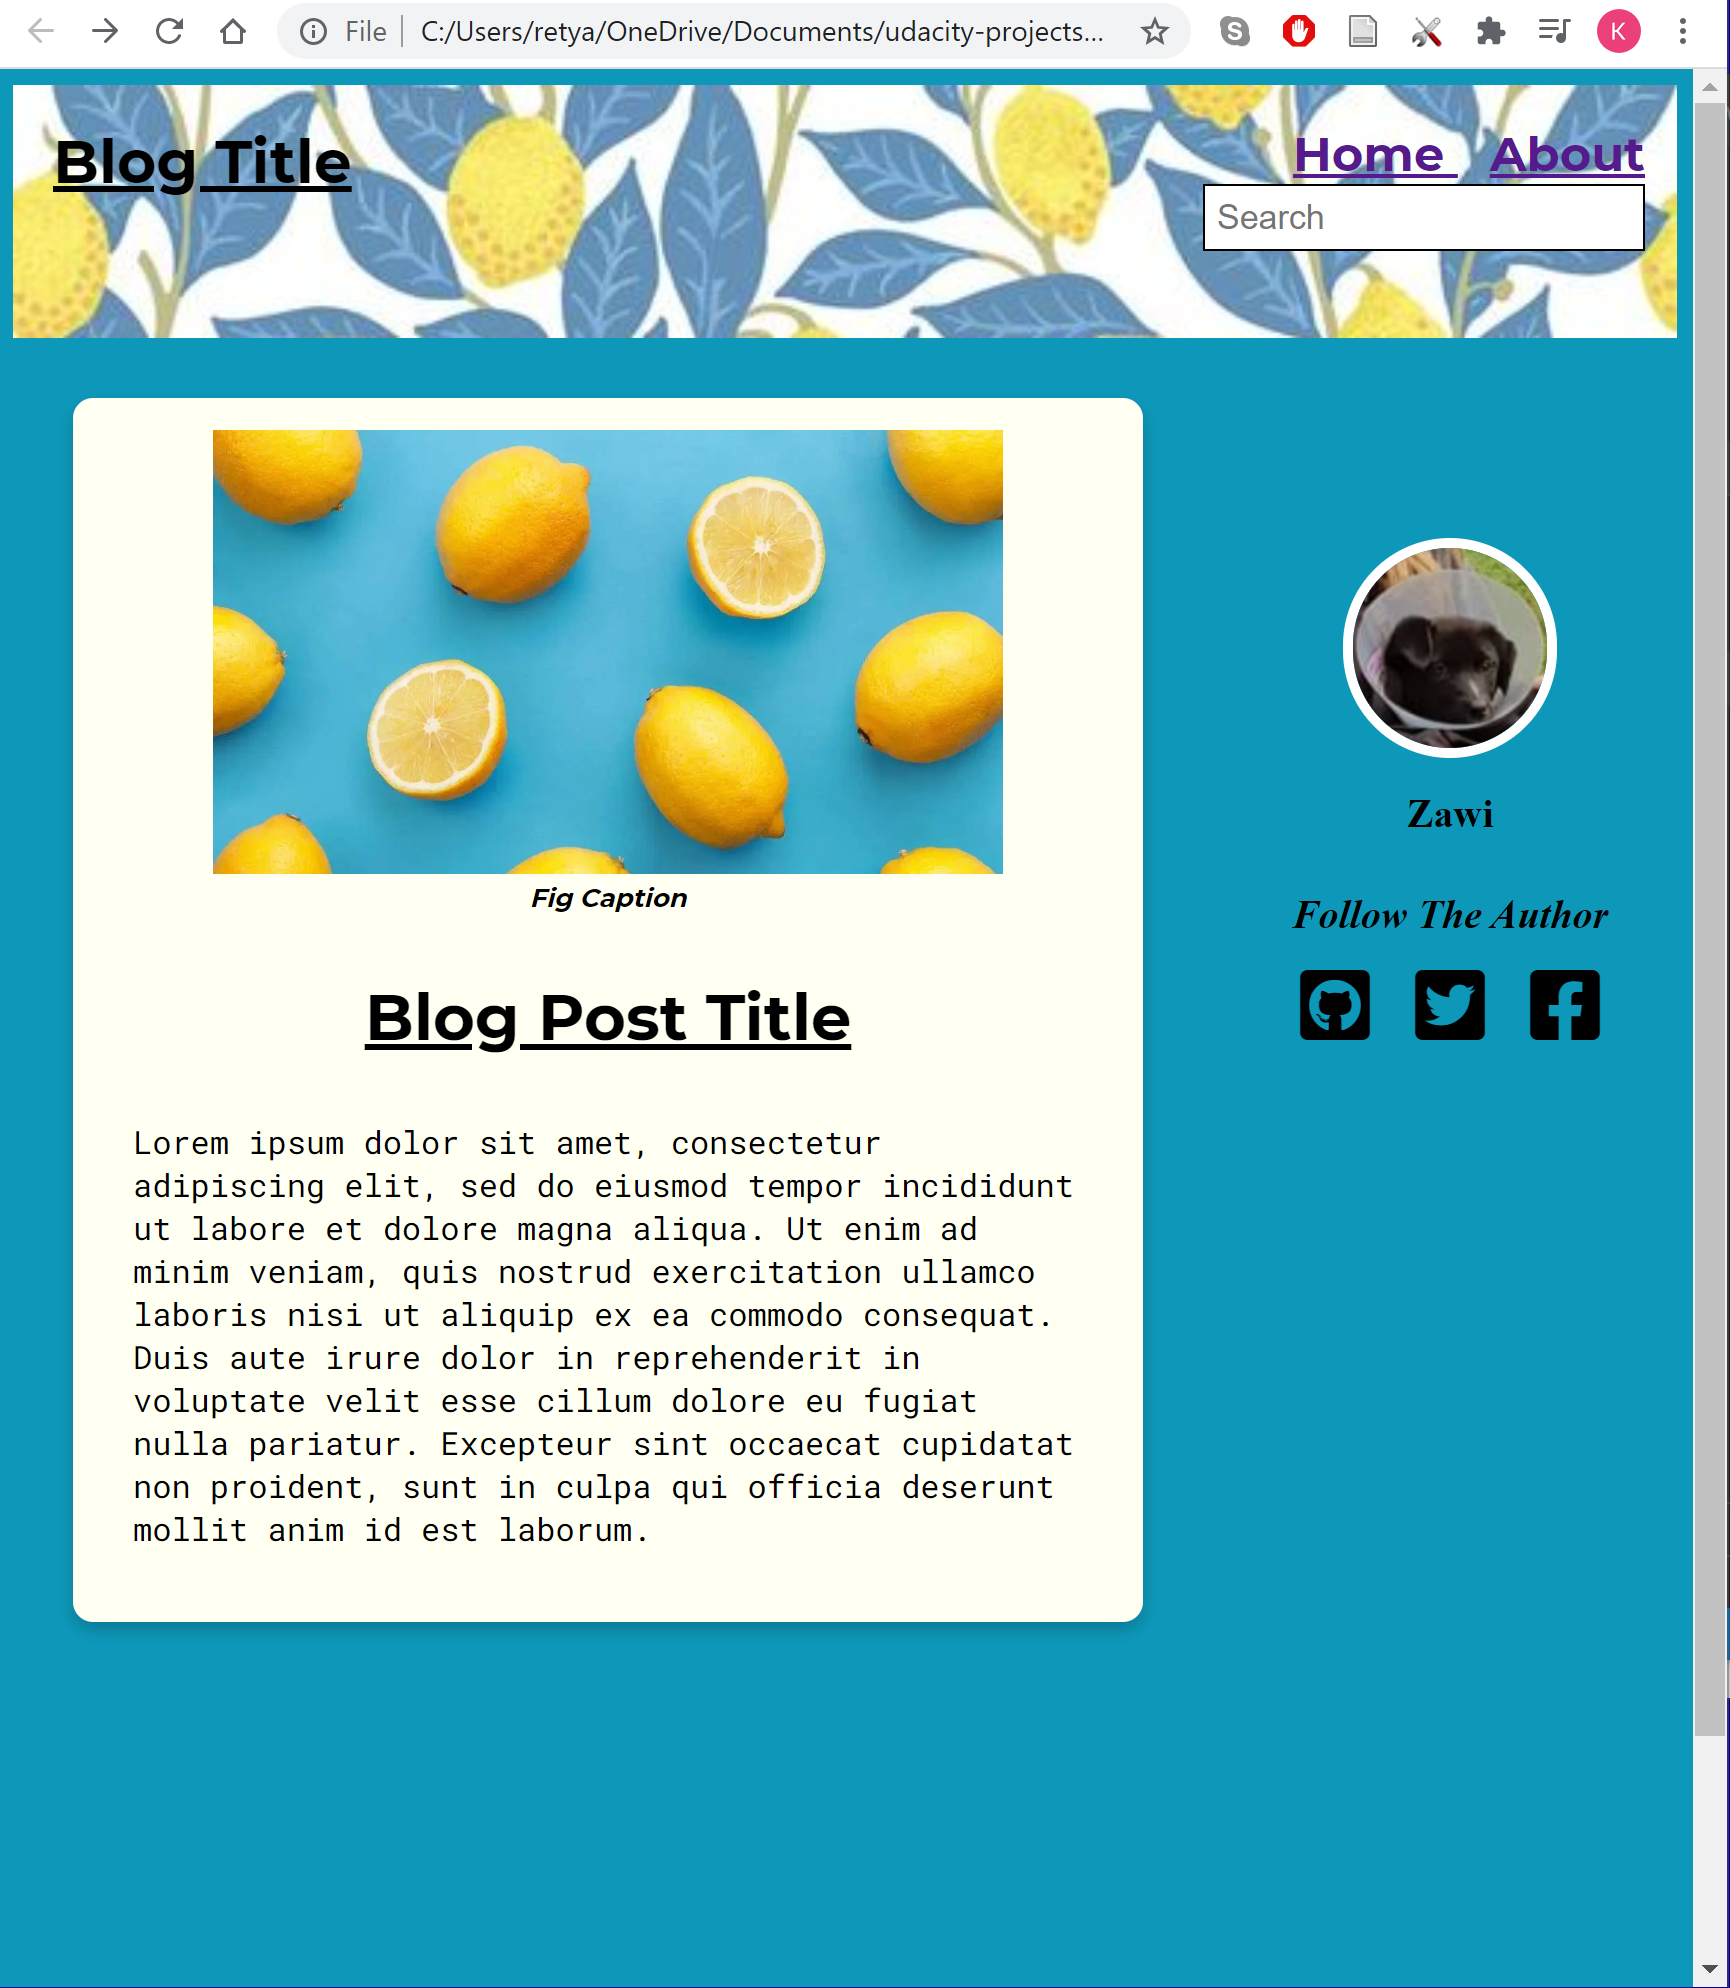 File
C:/Users/retya/OneDrive/Documents/udacity-projects...
K
Blog Title
Home About
Search
Fig Caption
Blog Post Title
Lorem ipsum dolor sit amet, consectetur
adipiscing elit, sed do eiusmod tempor incididunt
ut labore et dolore magna aliqua. Ut enim ad
minim veniam, quis nostrud exercitation ullamco
laboris nisi ut aliquip ex ea commodo consequat.
Duis aute irure dolor in reprehenderit in
voluptate velit esse cillum dolore eu fugiat
nulla pariatur. Excepteur sint occaecat cupidatat
non proident, sunt in culpa qui officia deserunt
mollit anim id est laborum.
Zawi
Follow The Author